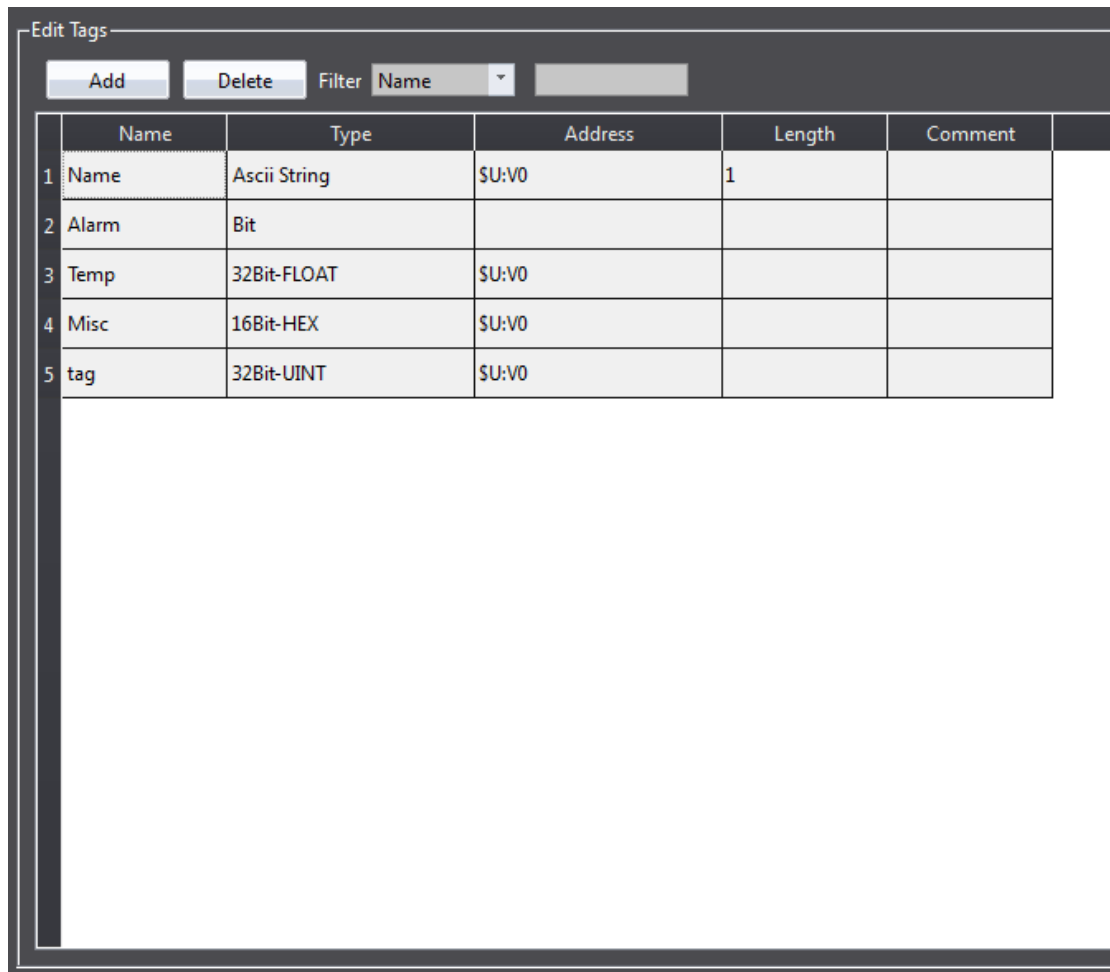 Edit Tags
Add Delete Filter Name
Name Type Address Length Comment
1 Name Ascii String $U:V0 1
2 Alarm Bit
3 Temp 32Bit-FLOAT $U:V0
4 Misc 16Bit-HEX $U:V0
5 tag 32Bit-UINT $U:V0